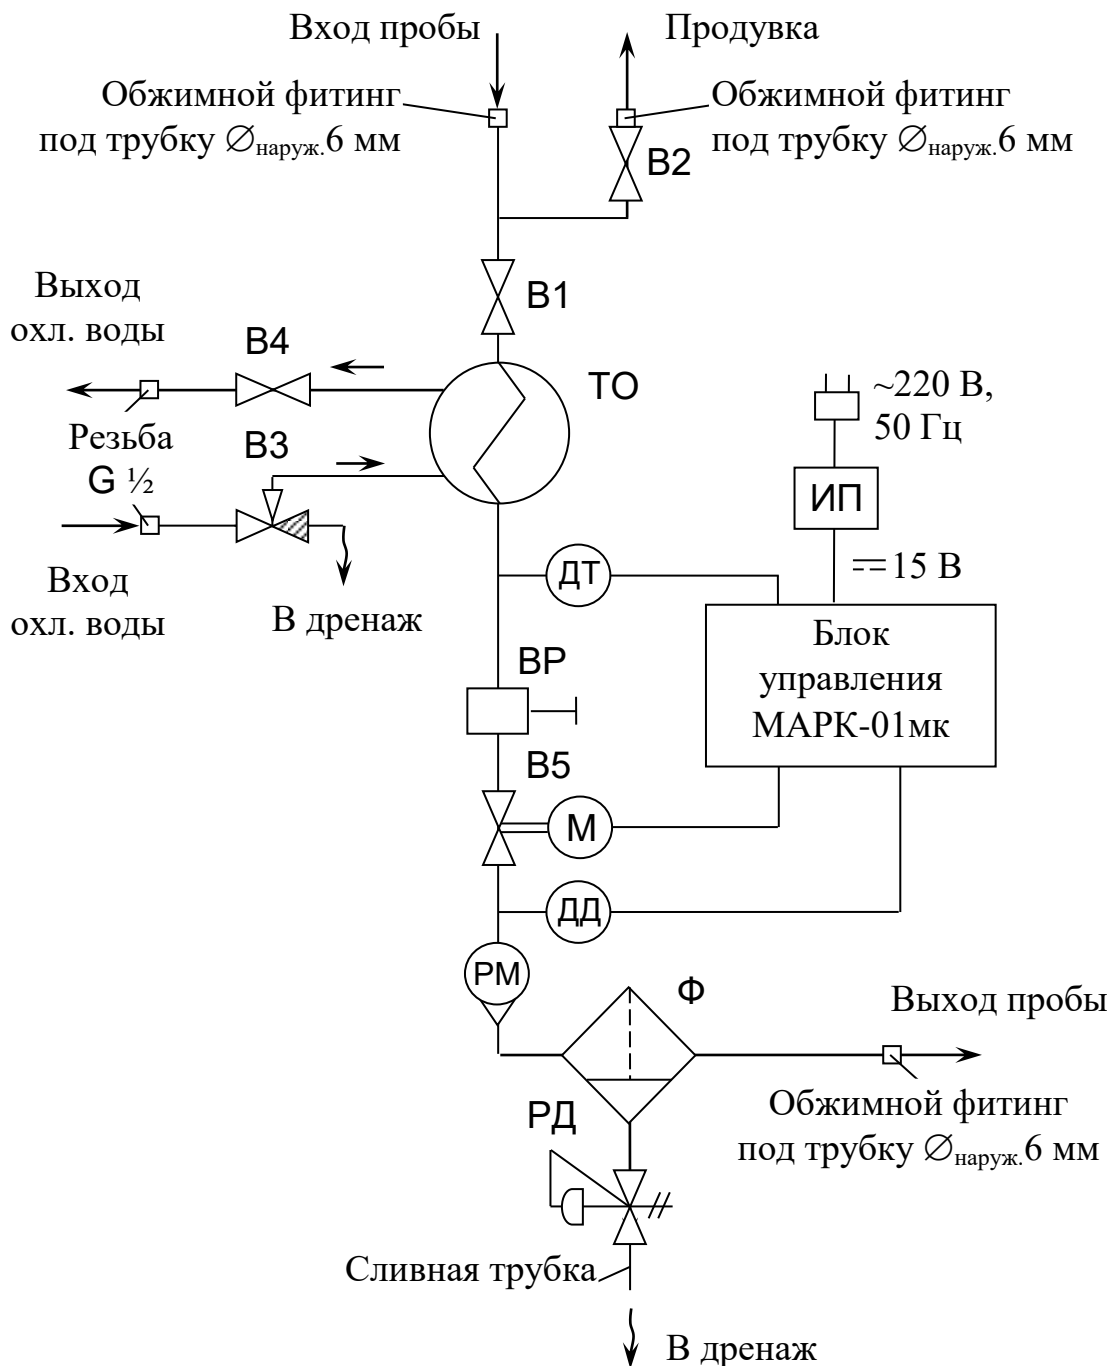 Вход пробы
Продувка
Обжимной фитинг
под трубку ∅наруж.6 мм
Обжимной фитинг
под трубку ∅наруж.6 мм
В2
В1
Выход
охл. воды
В4
ТО
~220 В,
50 Гц
Резьба
G ½
В3
ИП
15 В
Вход
охл. воды
В дренаж
ДТ
Блок
управления
МАРК-01мк
ВР
В5
М
ДД
РМ
Ф
Выход пробы
Обжимной фитинг
под трубку ∅наруж.6 мм
РД
Сливная трубка
В дренаж